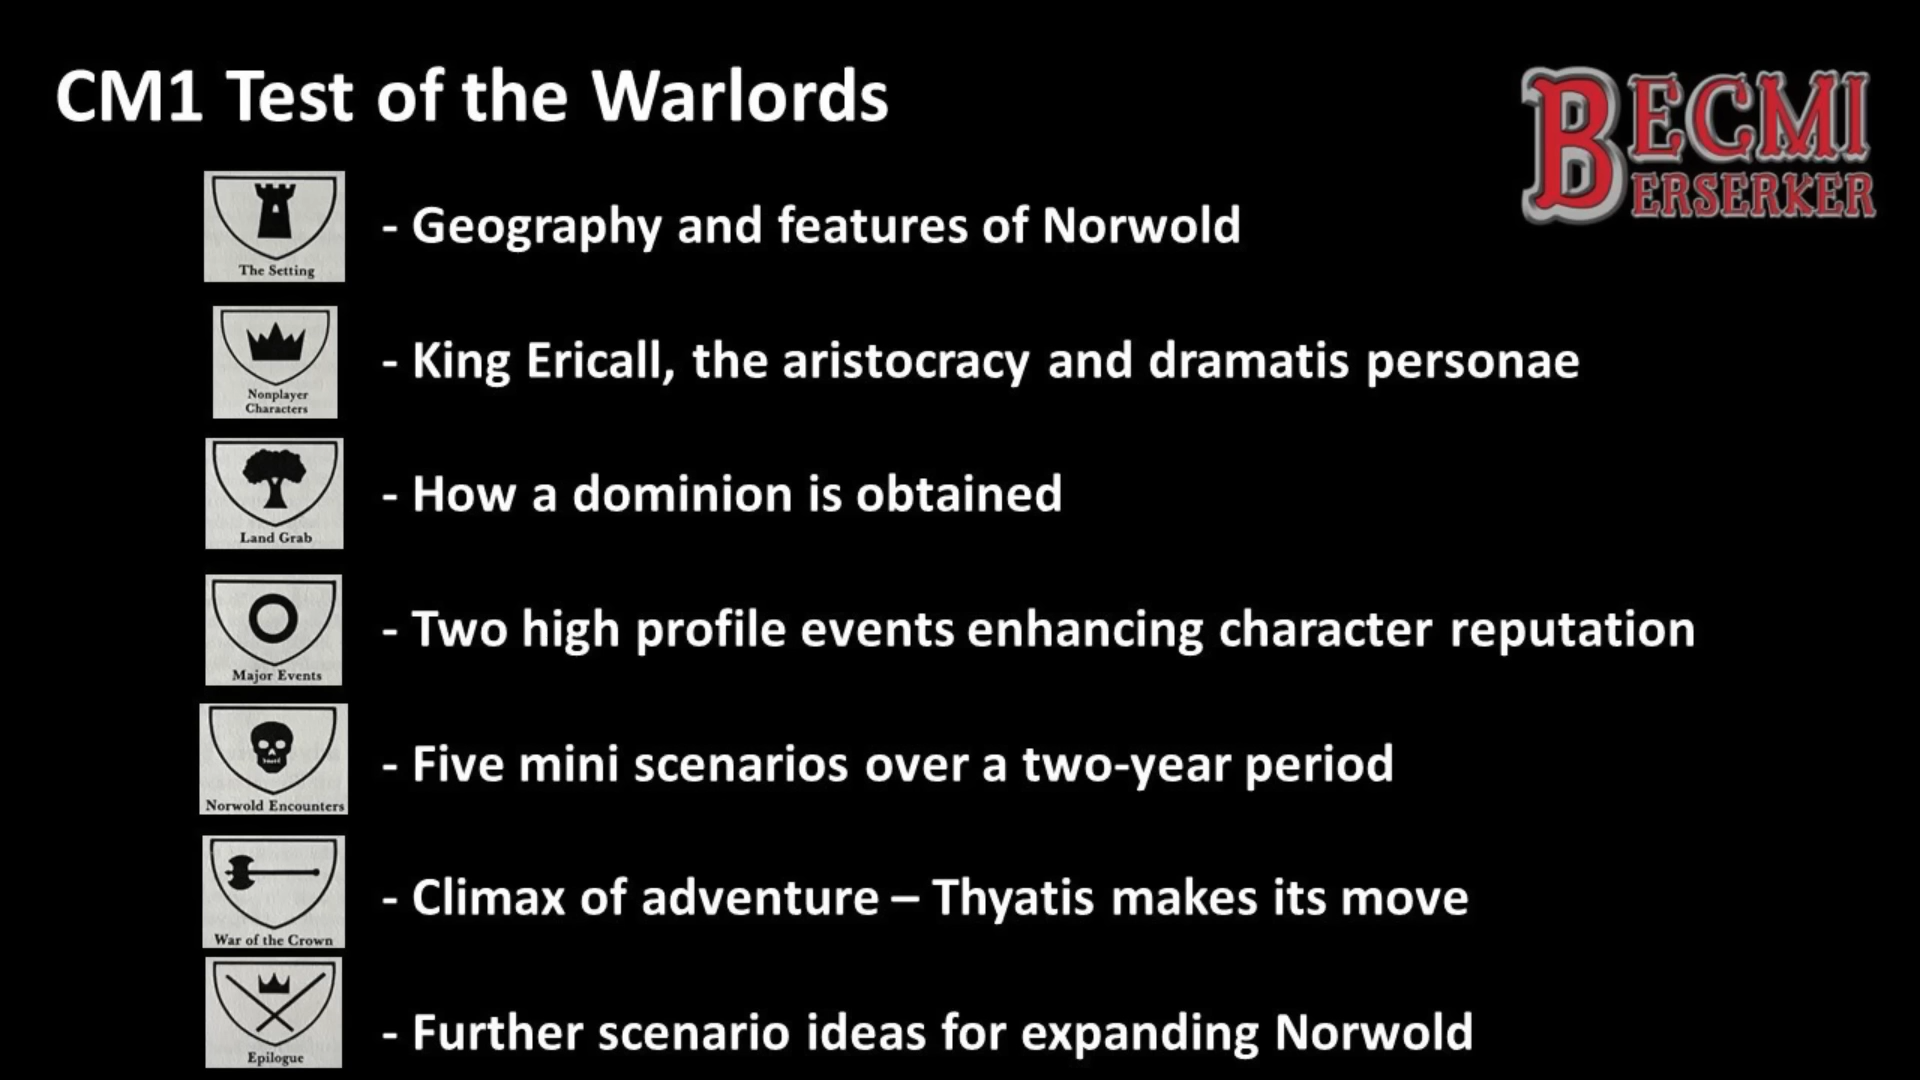 CM1 Test of the Warlords
BECMI
BERSERKER
The Setting
- Geography and features of Norwold
Nonplayer
Characters
- King Ericall, the aristocracy and dramatis personae
Land Grab
- How a dominion is obtained
Major Events
- Two high profile events enhancing character reputation
Norwold Encounters
- Five mini scenarios over a two-year period
War of the Crown
- Climax of adventure – Thyatis makes its move
Epilogue
- Further scenario ideas for expanding Norwold